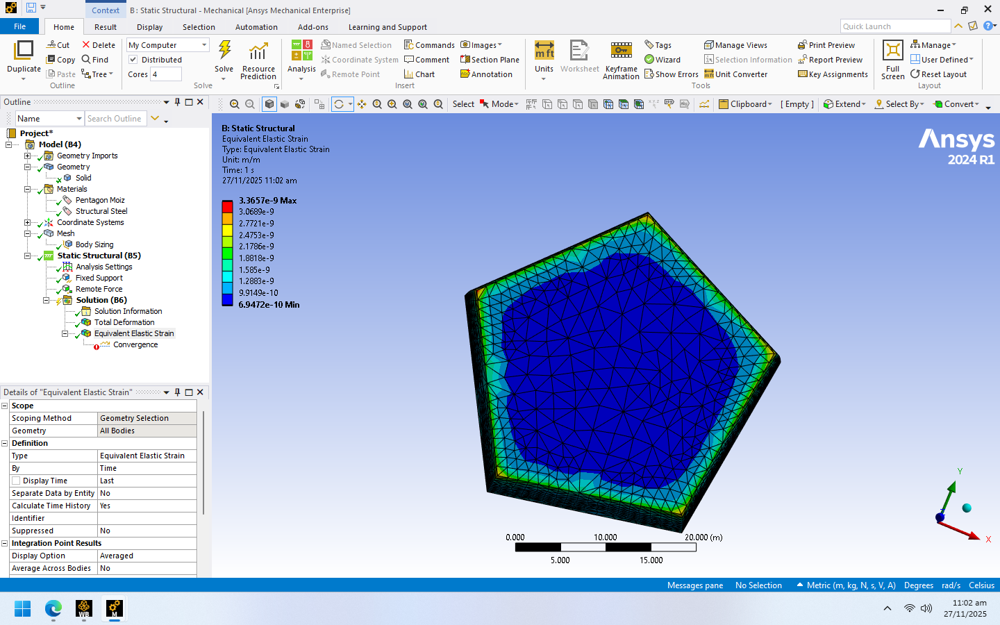 Context
B : Static Structural - Mechanical [Ansys Mechanical Enterprise]
File
Home
Result
Display
Selection
Automation
Add-ons
Learning and Support
Quick Launch
Duplicate
Cut
Copy
Paste
Delete
Find
Tree
Outline
My Computer
Distributed
Cores 4
Solve
Resource
Prediction
Solve
Analysis
Named Selection
Coordinate System
Remote Point
Commands
Comment
Chart
Images
Section Plane
Annotation
Insert
Units
Worksheet
Keyframe
Animation
Tags
Wizard
Show Errors
Manage Views
Selection Information
Unit Converter
Print Preview
Report Preview
Key Assignments
Tools
Full
Screen
Manage
User Defined
Reset Layout
Layout
Outline
Name
Search Outline
Select
Mode
Clipboard
[ Empty ]
Extend
Select By
Convert
Project*
Model (B4)
Geometry Imports
Geometry
Solid
Materials
Pentagon Moiz
Structural Steel
Coordinate Systems
Mesh
Body Sizing
Static Structural (B5)
Analysis Settings
Fixed Support
Remote Force
Solution (B6)
Solution Information
Total Deformation
Equivalent Elastic Strain
Convergence
Details of "Equivalent Elastic Strain"
Scope
Scoping Method Geometry Selection
Geometry All Bodies
Definition
Type Equivalent Elastic Strain
By Time
Display Time Last
Separate Data by Entity No
Calculate Time History Yes
Identifier
Suppressed No
Integration Point Results
Display Option Averaged
Average Across Bodies No
B: Static Structural
Equivalent Elastic Strain
Type: Equivalent Elastic Strain
Unit: m/m
Time: 1 s
27/11/2025 11:02 am
3.3657e-9 Max
3.0689e-9
2.7721e-9
2.4753e-9
2.1786e-9
1.8818e-9
1.585e-9
1.2883e-9
9.9149e-10
6.9472e-10 Min
Ansys
2024 R1
0.000 10.000 20.000 (m)
5.000 15.000
Y
Z
X
Messages pane
No Selection
Metric (m, kg, N, s, V, A)
Degrees
rad/s
Celsius
WB
M
11:02 am
27/11/2025